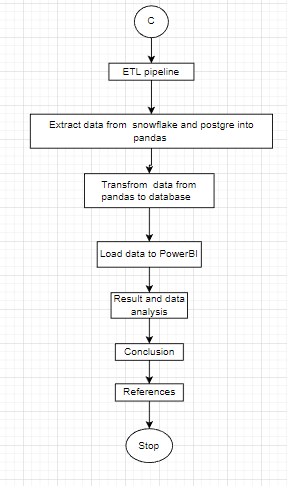 C
ETL pipeline
Extract data from snowflake and postgre into
pandas
Transfrom data from
pandas to database
Load data to PowerBI
Result and data
analysis
Conclusion
References
Stop